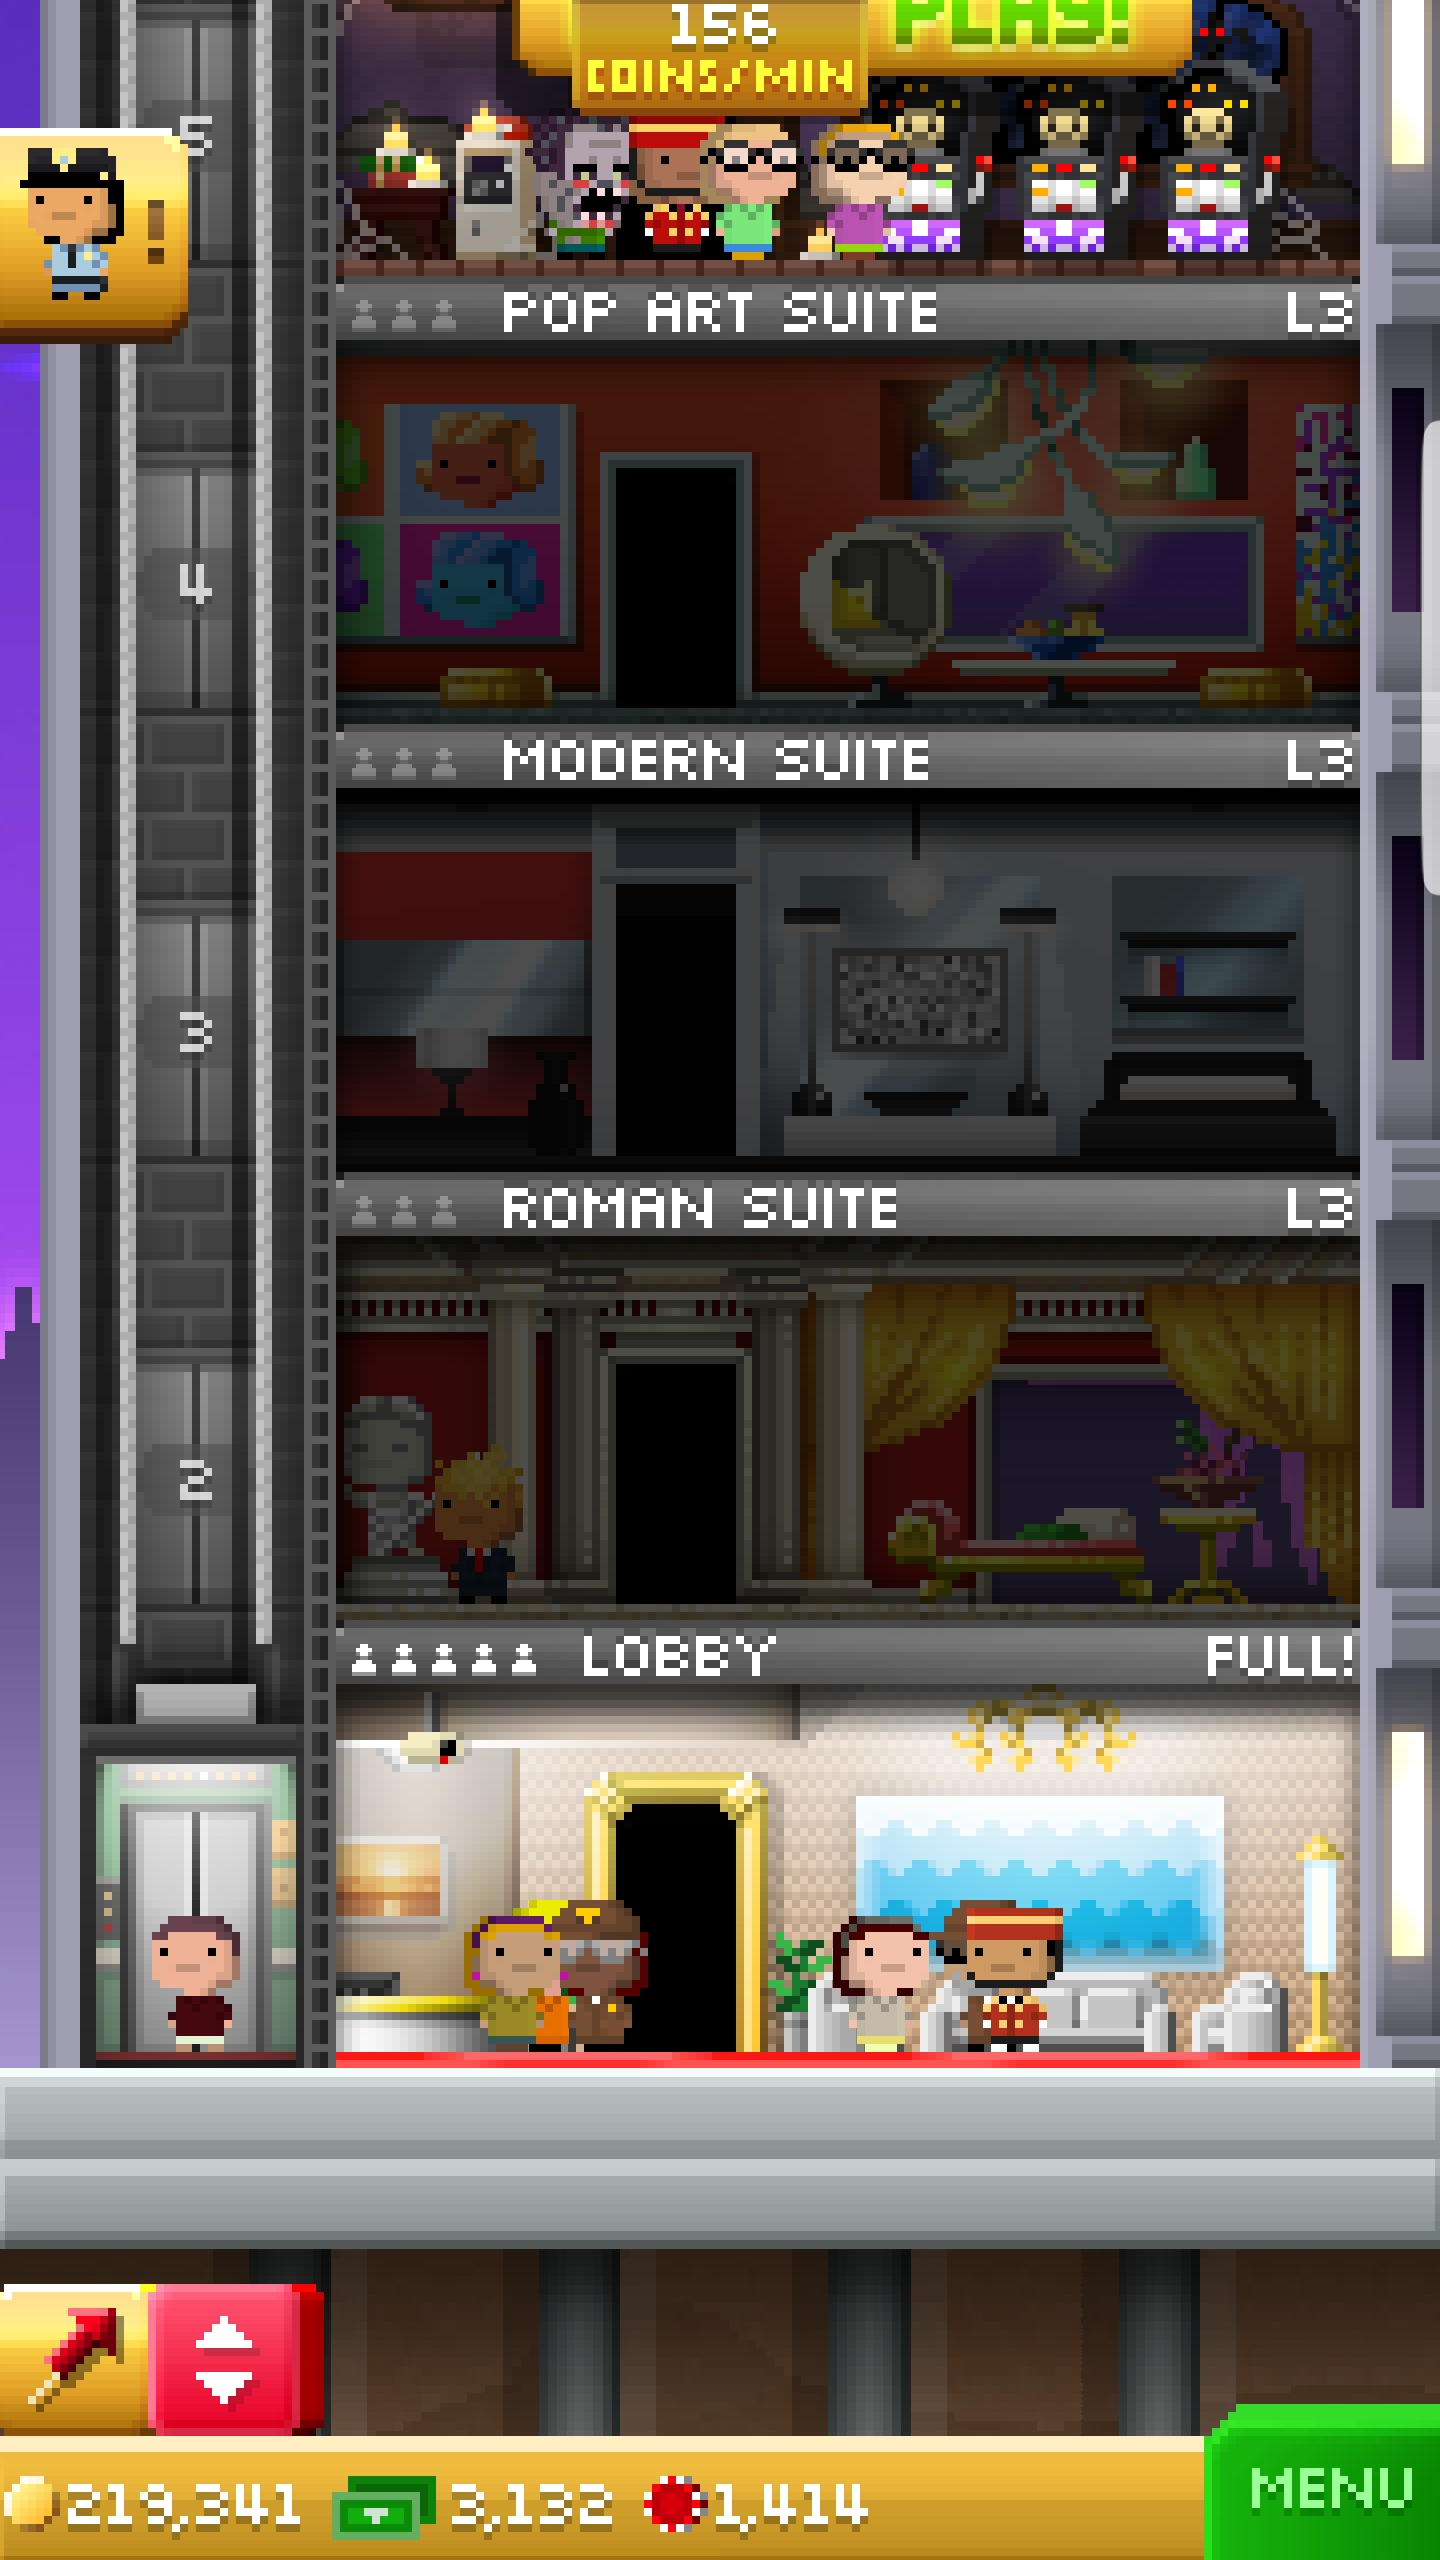 156
COINS/MIN
PLAY!
5
!
POP ART SUITE L3
4
MODERN SUITE L3
3
ROMAN SUITE L3
2
LOBBY FULL!
219,341 3,132 1,414
MENU